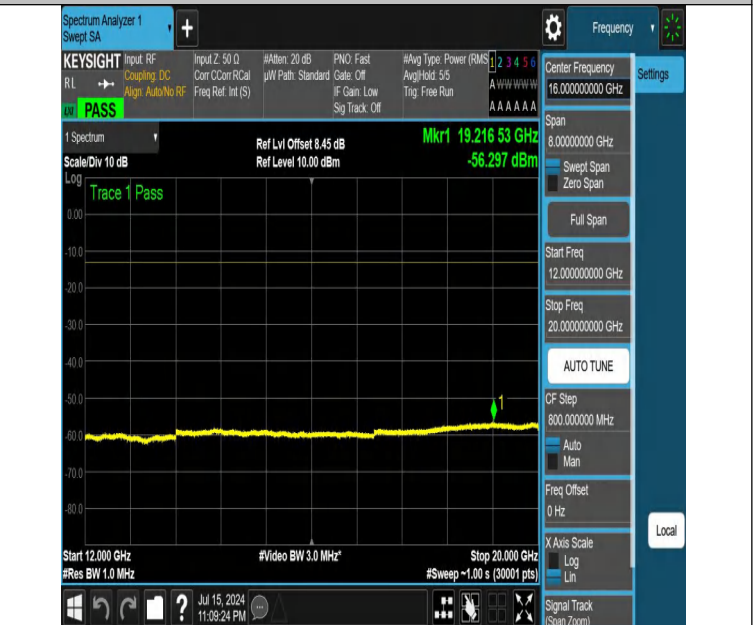 Spectrum Analyzer 1
Swept SA
+
Frequency
KEYSIGHT
RL
PASS
Input: RF
Coupling: DC
Align: Auto/No RF
Input Z: 50 Ω
Corr CCorr RCal
Freq Ref: Int (S)
#Atten: 20 dB
µW Path: Standard
PNO: Fast
Gate: Off
IF Gain: Low
Sig Track: Off
#Avg Type: Power (RMS
Avg|Hold: 5/5
Trig: Free Run
1 2 3 4 5 6
A W W W W W
A A A A A A
Settings
1 Spectrum
Scale/Div 10 dB
Ref Lvl Offset 8.45 dB
Ref Level 10.00 dBm
Mkr1 19.216 53 GHz
-56.297 dBm
Log
Trace 1 Pass
0.00
-10.0
-20.0
-30.0
-40.0
-50.0
-60.0
-70.0
-80.0
1
Start 12.000 GHz
#Res BW 1.0 MHz
#Video BW 3.0 MHz*
Stop 20.000 GHz
#Sweep ~1.00 s (30001 pts)
Center Frequency
16.000000000 GHz
Span
8.00000000 GHz
Swept Span
Zero Span
Full Span
Start Freq
12.000000000 GHz
Stop Freq
20.000000000 GHz
AUTO TUNE
CF Step
800.000000 MHz
Auto
Man
Freq Offset
0 Hz
X Axis Scale
Log
Lin
Signal Track
(Span Zoom)
Local
?
Jul 15, 2024
11:09:24 PM